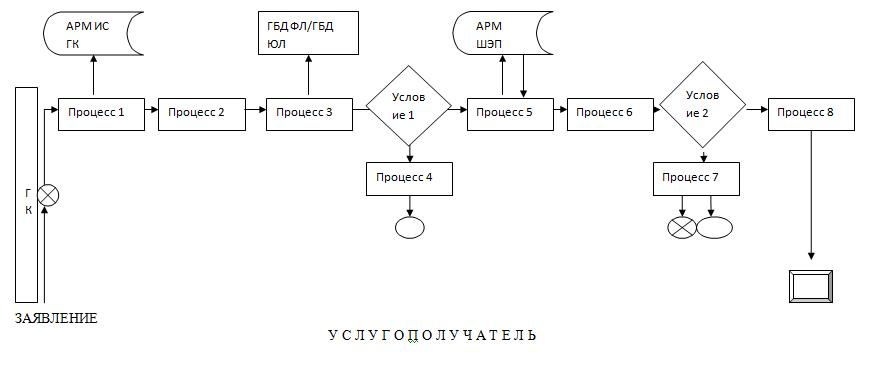 АРМ ИС
ГК
ГБД ФЛ/ГБД
ЮЛ
АРМ
ШЭП
Процесс 1
Процесс 2
Процесс 3
Услов
ие 1
Процесс 5
Процесс 6
Услов
ие 2
Процесс 8
Процесс 4
Процесс 7
Г
К
ЗАЯВЛЕНИЕ
У С Л У Г О П О Л У Ч А Т Е Л Ь